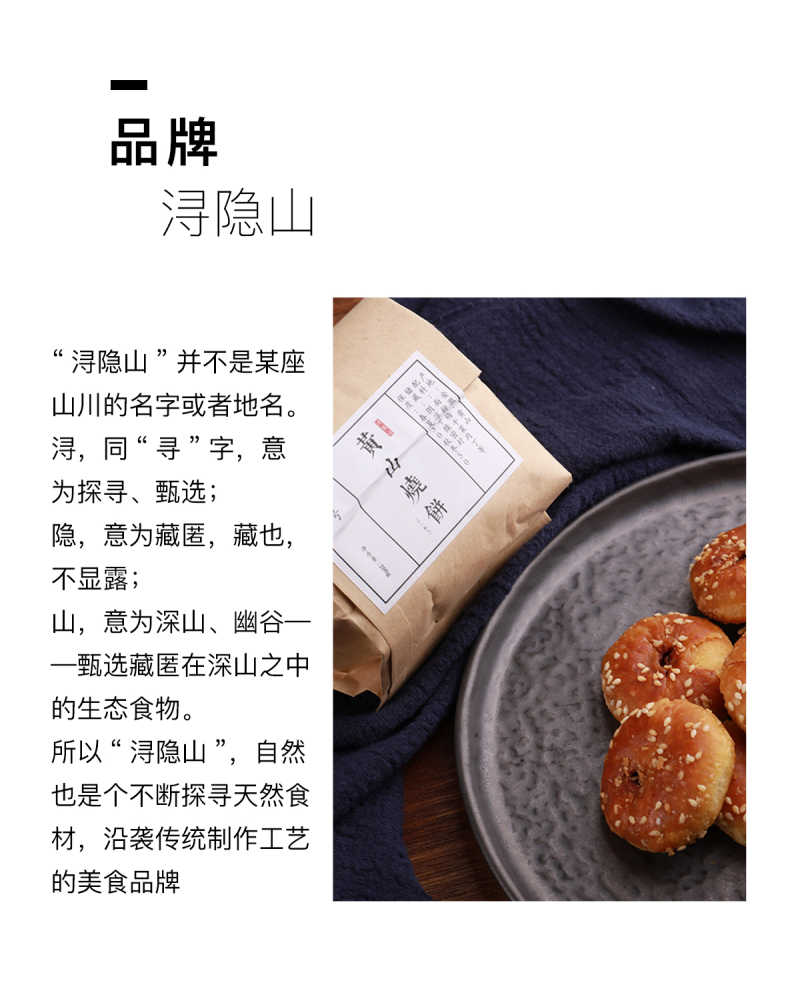 品牌
浔隐山
“浔隐山”并不是某座
山川的名字或者地名。
浔，同“寻”字，意
为探寻、甄选；
隐，意为藏匿，藏也，
不显露；
山，意为深山、幽谷—
—甄选藏匿在深山之中
的生态食物。
所以“浔隐山”，自然
也是个不断探寻天然食
材，沿袭传统制作工艺
的美食品牌
黄山燒餅